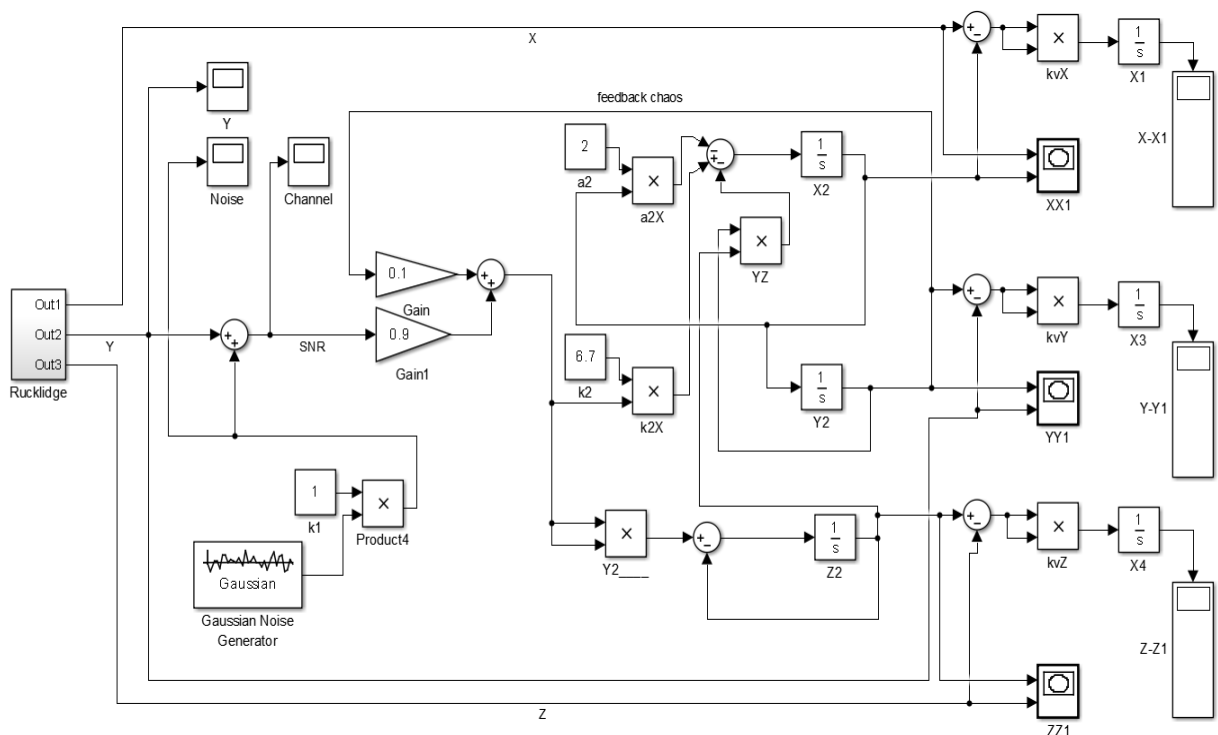 X
kvX
1
s
X1
X-X1
Y
Noise
Channel
feedback chaos
2
a2
a2X
1
s
X2
XX1
YZ
0.1
Gain
0.9
Gain1
Out1
Out2
Out3
Rucklidge
Y
SNR
6.7
k2
k2X
1
s
Y2
kvY
1
s
X3
Y-Y1
YY1
1
k1
Product4
Gaussian
Gaussian Noise
Generator
Y2____
1
s
Z2
kvZ
1
s
X4
Z-Z1
Z
ZZ1